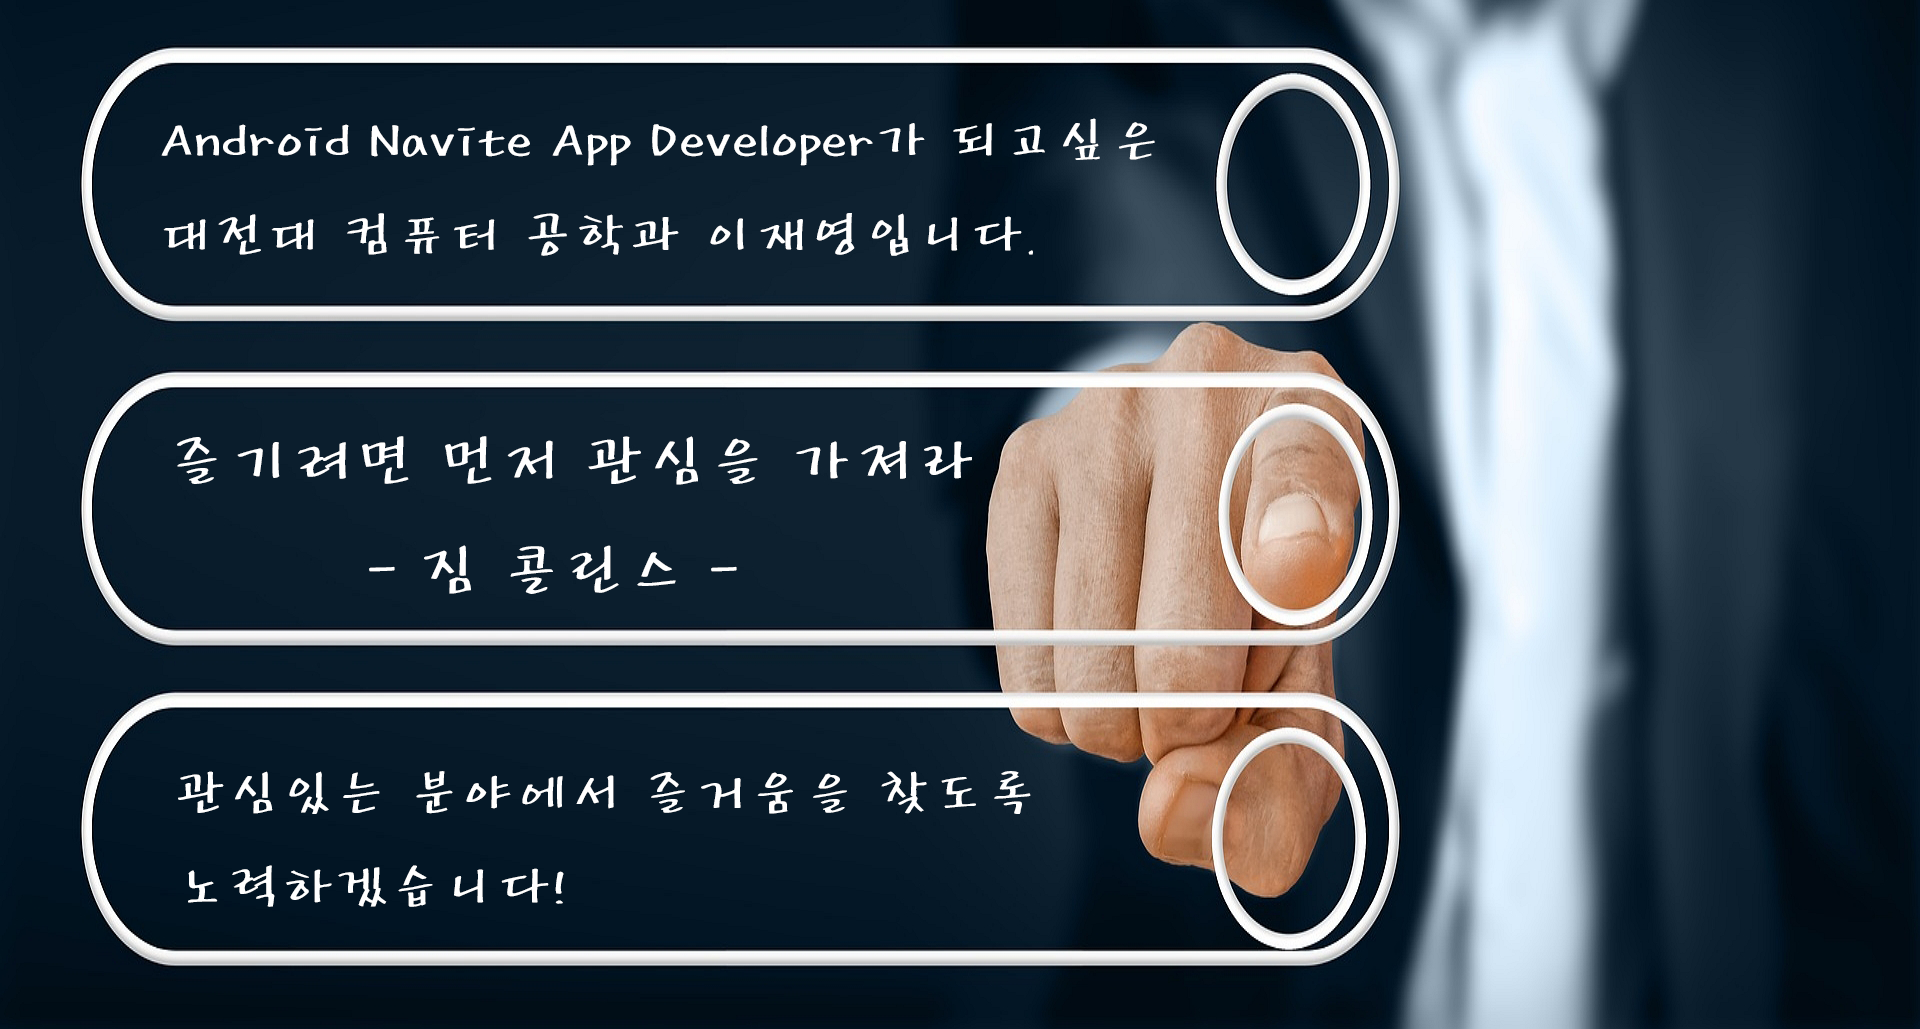 Android Navite App Developer가 되고싶은
대전대 컴퓨터 공학과 이재영입니다.
즐기려면 먼저 관심을 가져라
- 짐 콜린스 -
관심있는 분야에서 즐거움을 찾도록
노력하겠습니다!